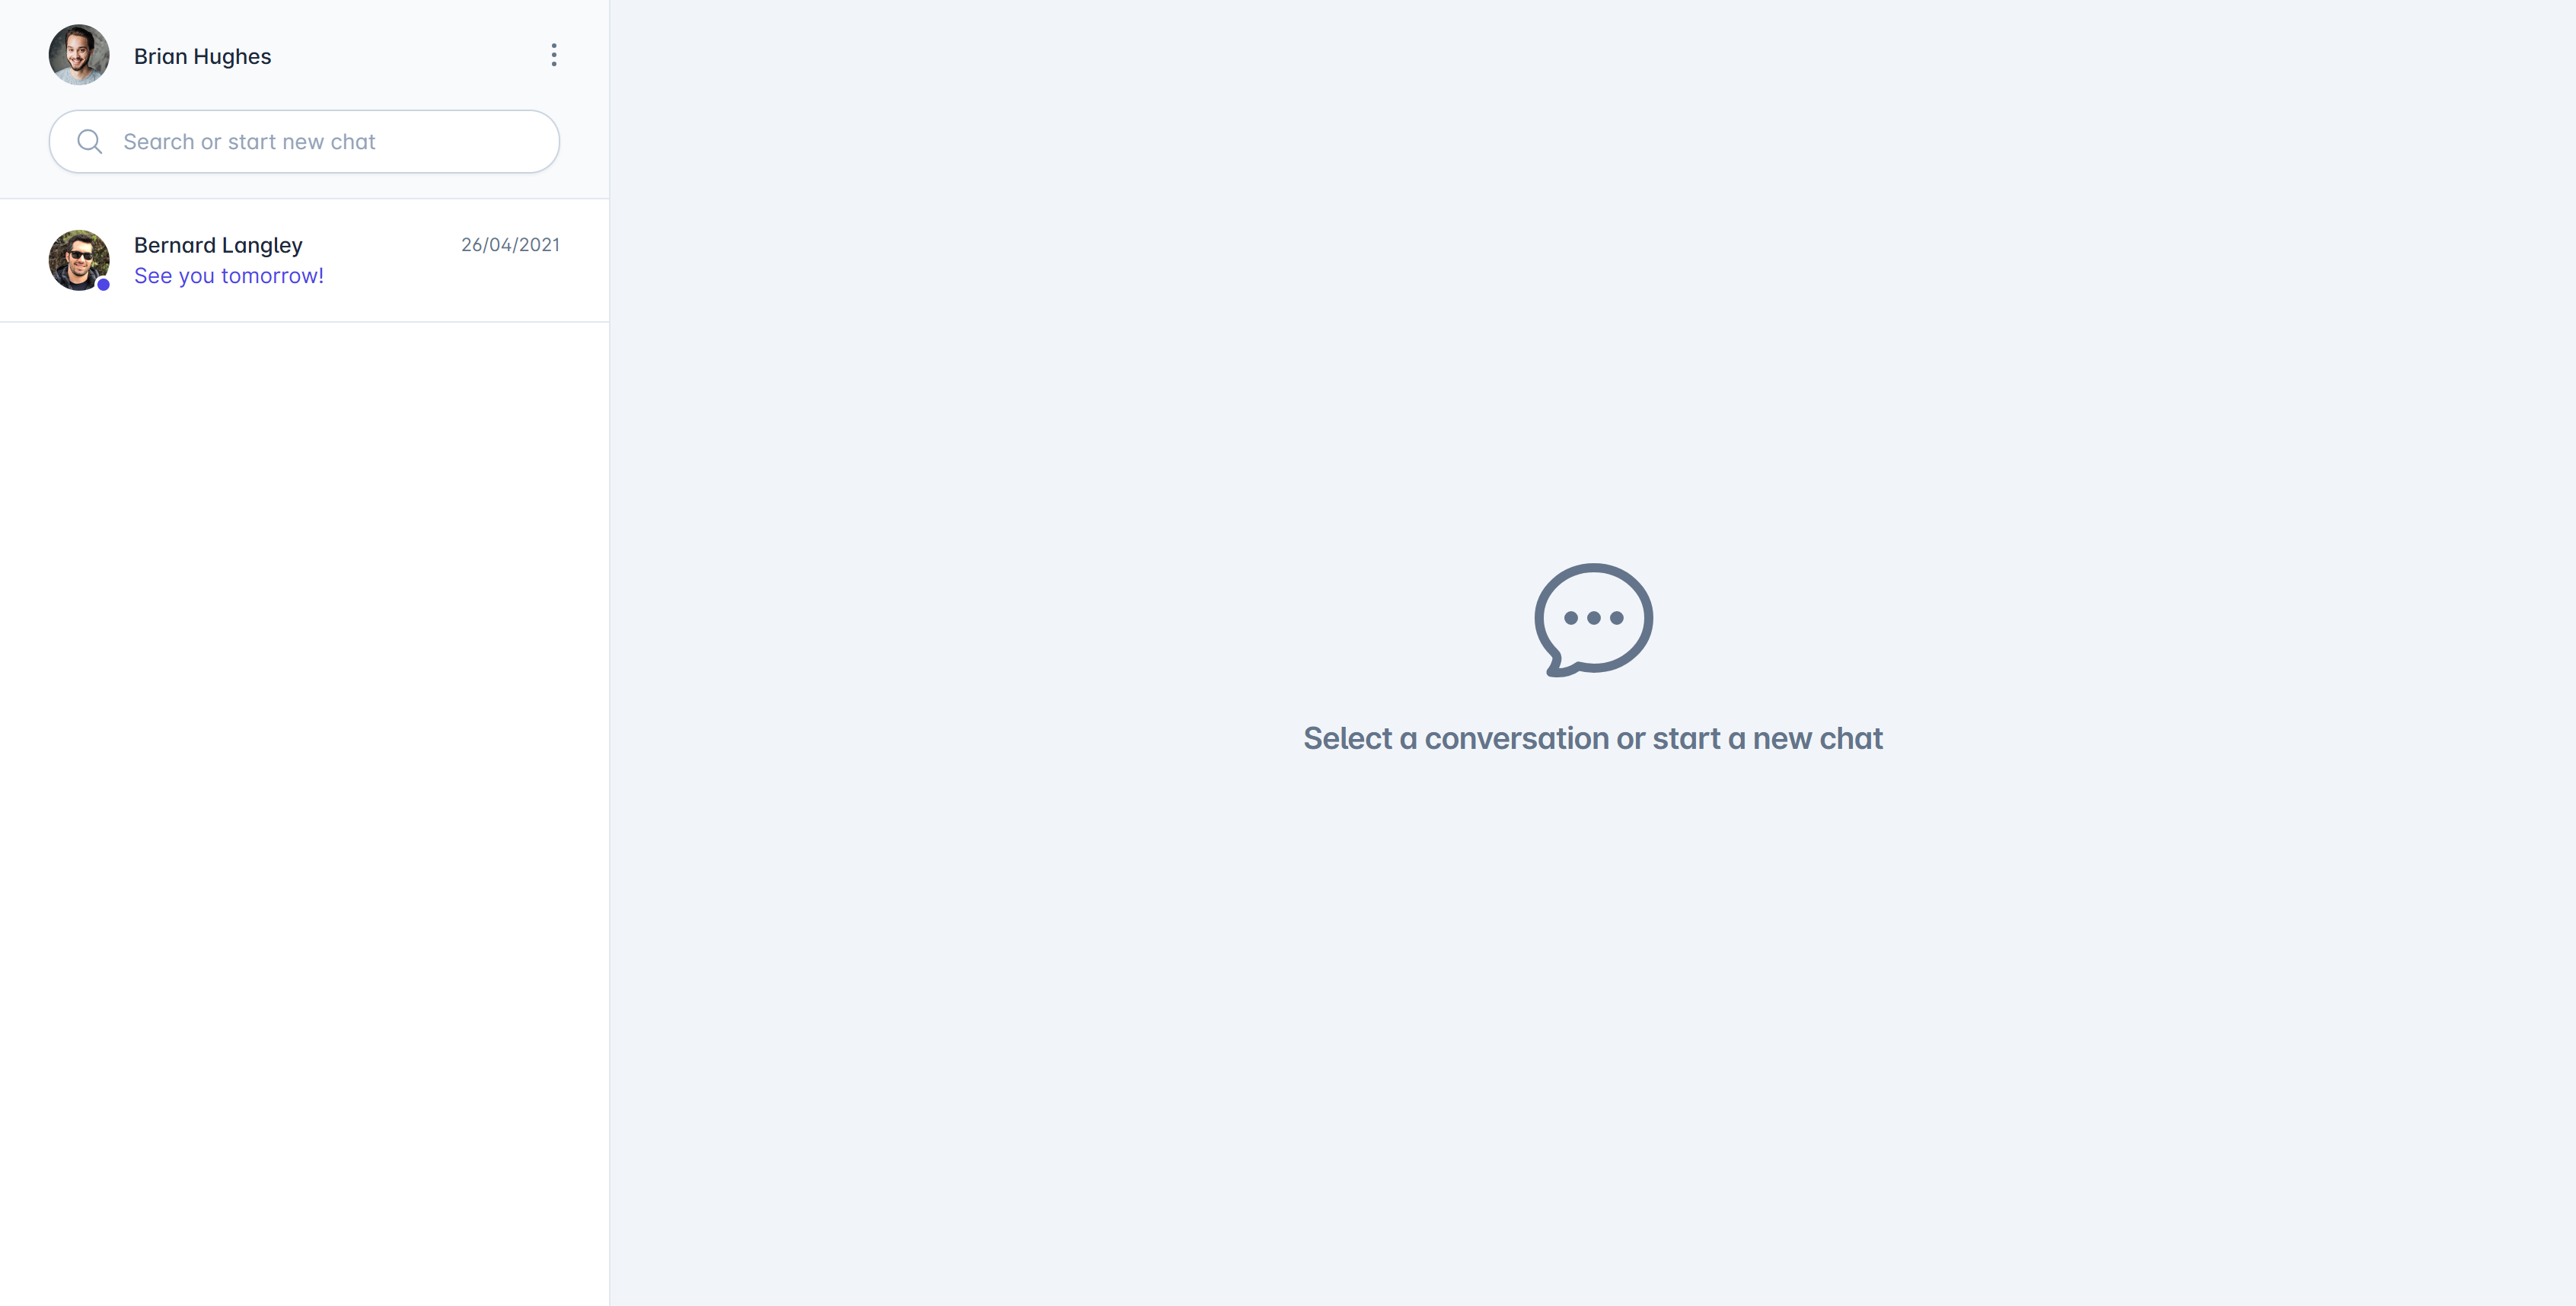 Brian Hughes
Search or start new chat
Bernard Langley
26/04/2021
See you tomorrow!
Select a conversation or start a new chat